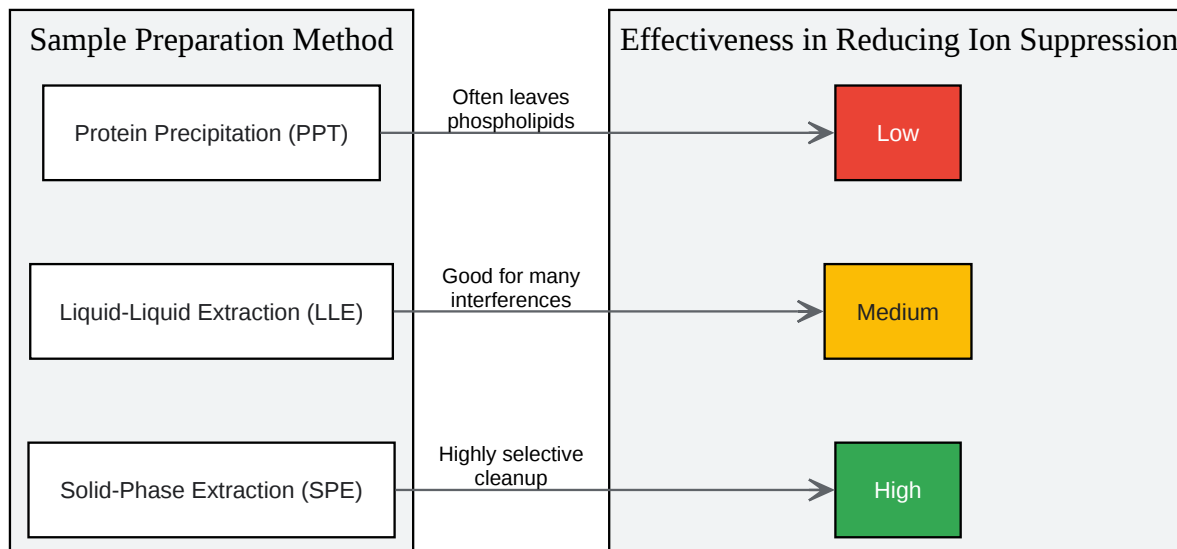 Sample Preparation Method
Effectiveness in Reducing Ion Suppression
Protein Precipitation (PPT)
Often leaves
phospholipids
Low
Liquid-Liquid Extraction (LLE)
Good for many
interferences
Medium
Solid-Phase Extraction (SPE)
Highly selective
cleanup
High